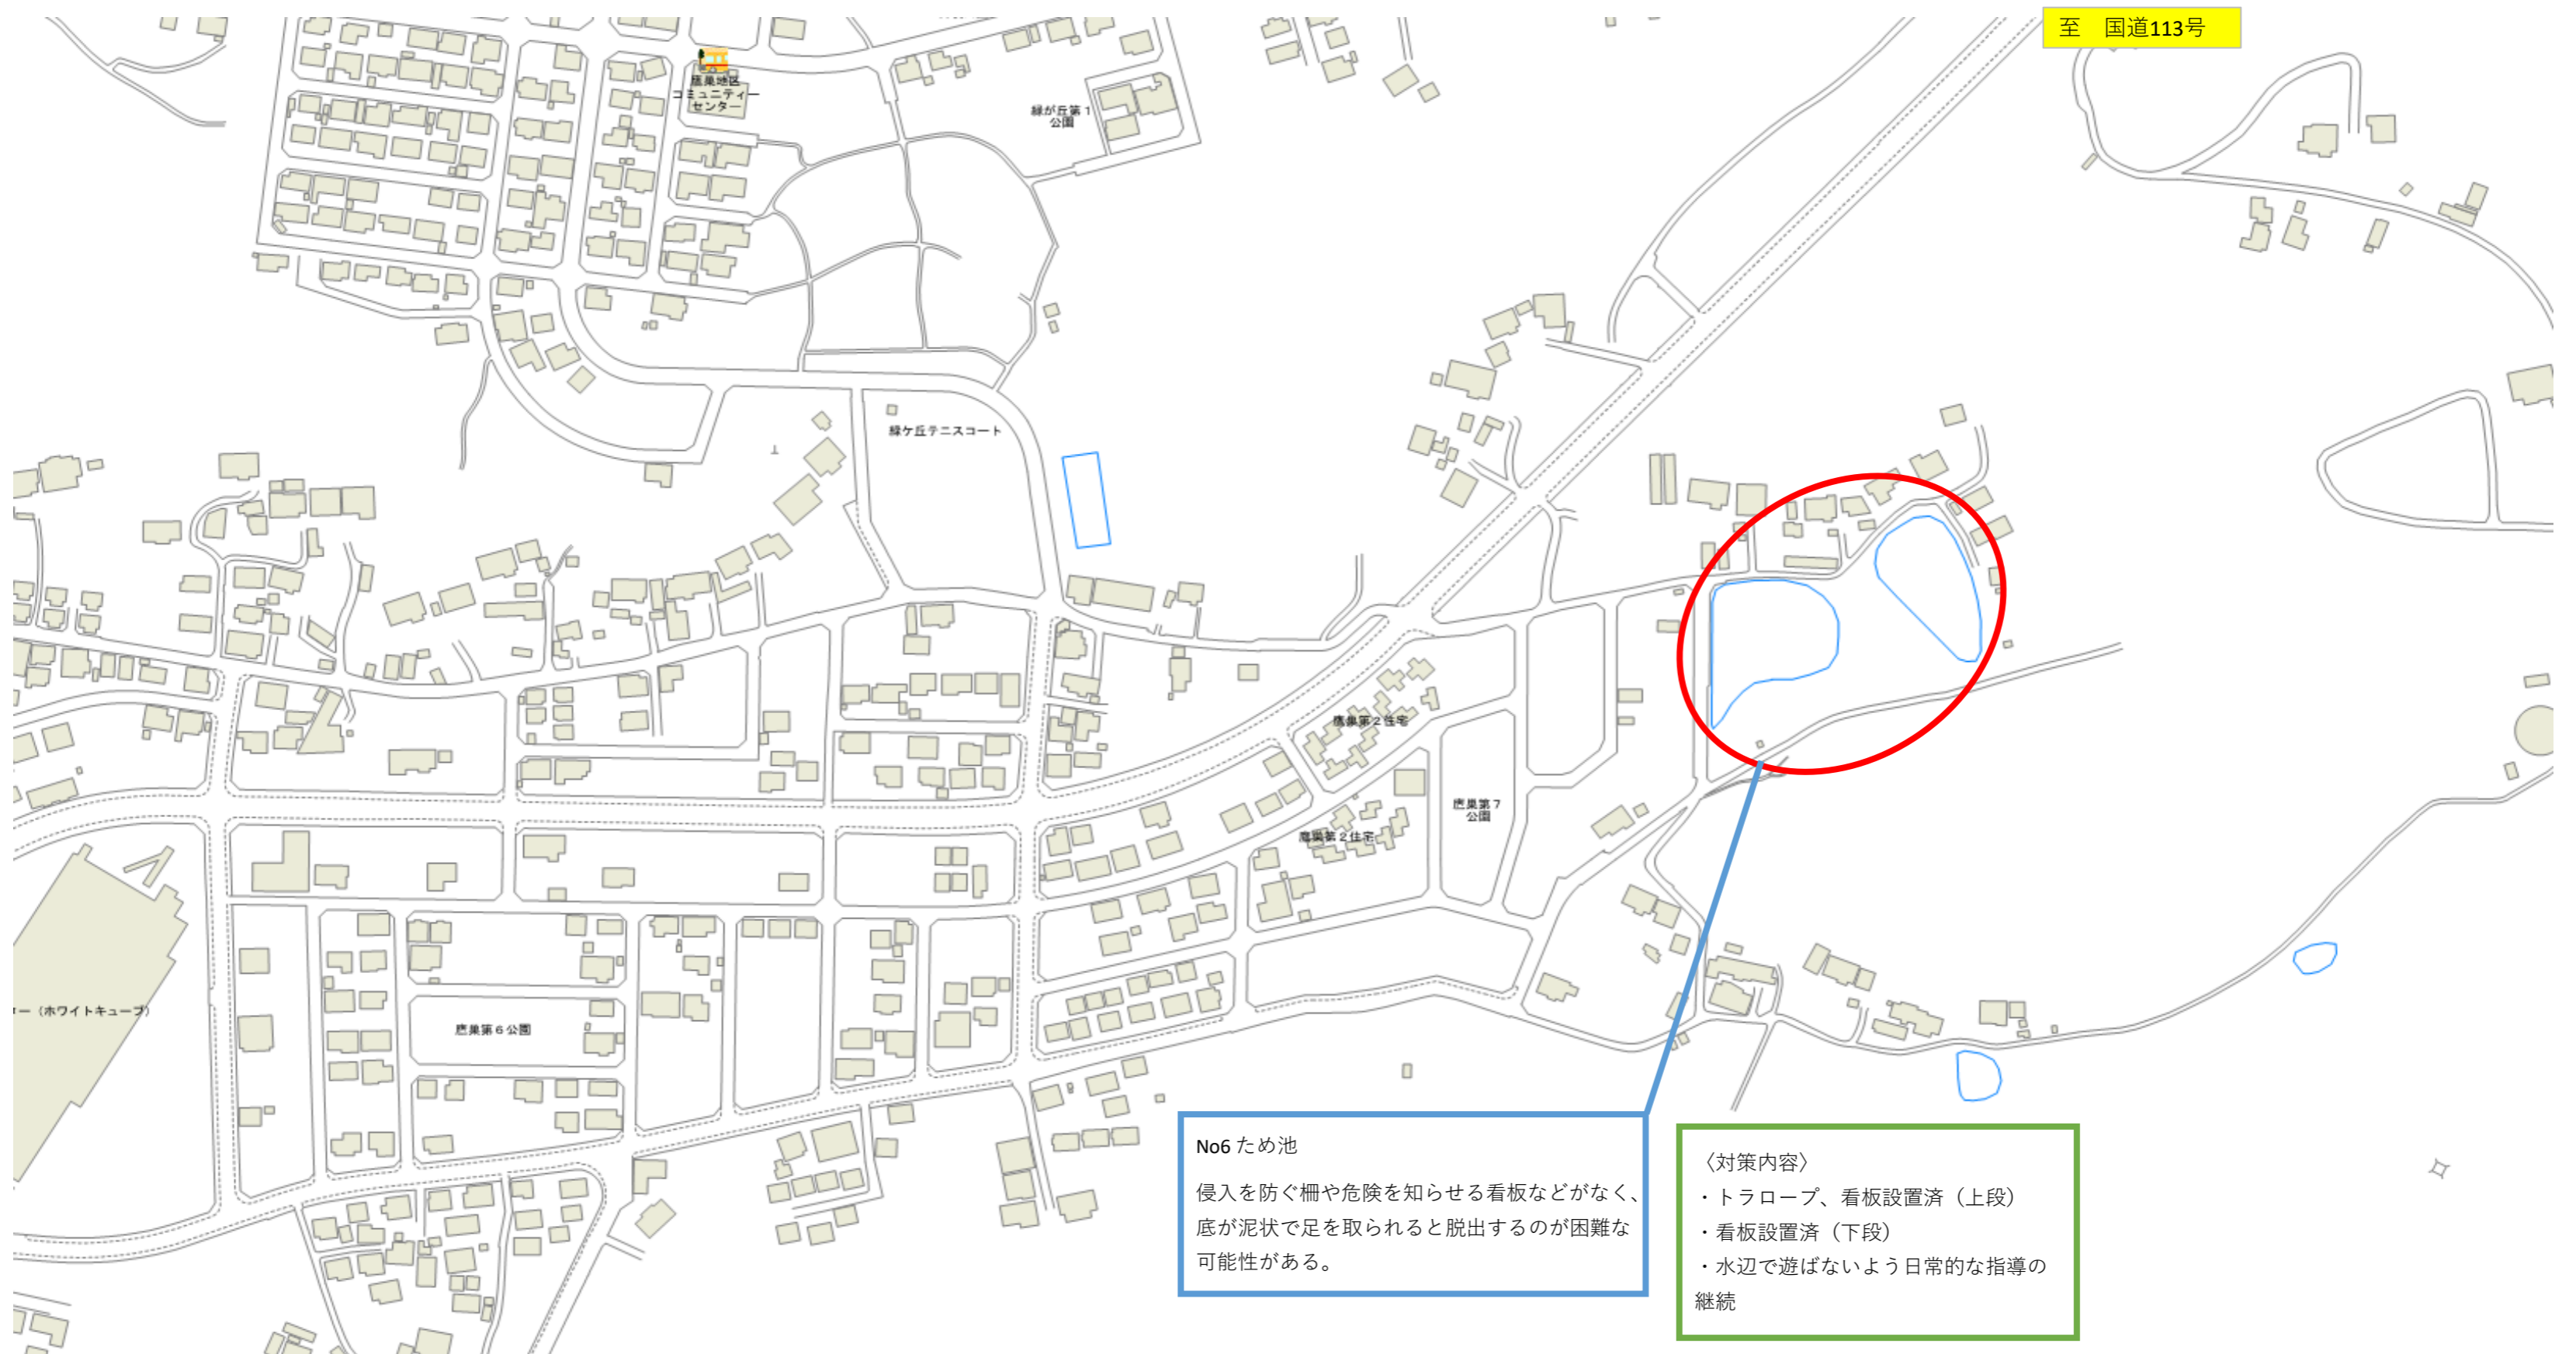 至　国道113号
鷹巣地区
コミュニティー
センター
緑が丘第1
公園
緑ケ丘テニスコート
鷹巣第2住宅
鷹巣第7
公園
鷹巣第2住宅
ー（ホワイトキューブ）
鷹巣第6公園
No6 ため池
侵入を防ぐ柵や危険を知らせる看板などがなく、
底が泥状で足を取られると脱出するのが困難な
可能性がある。
〈対策内容〉
・トラロープ、看板設置済（上段）
・看板設置済（下段）
・水辺で遊ばないよう日常的な指導の
継続